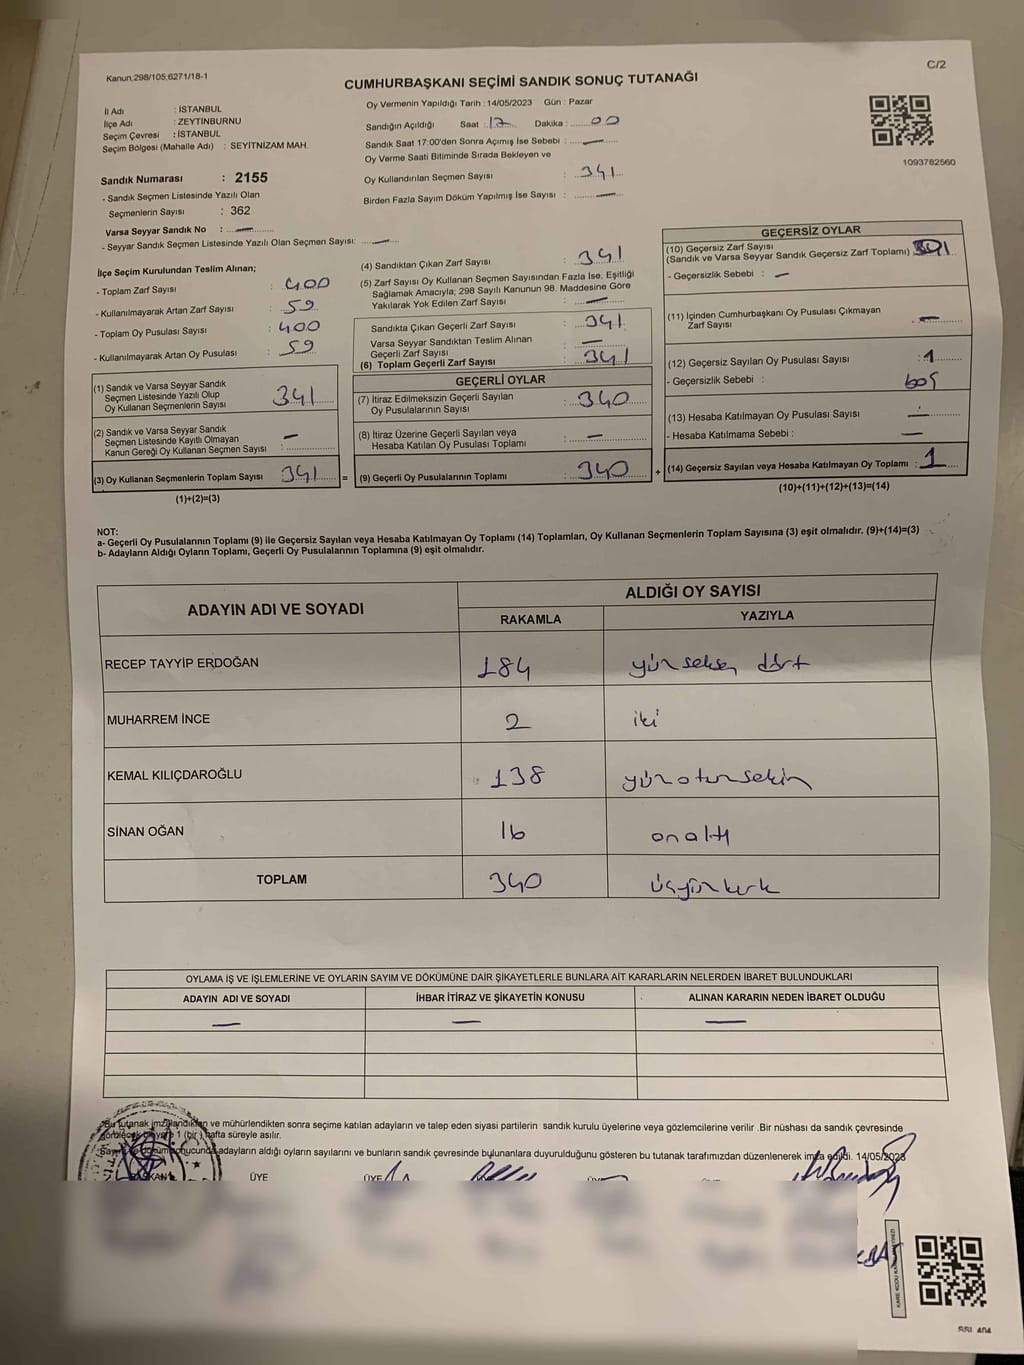 Kanun.298/105;6271/18-1
C/2
CUMHURBAŞKANI SEÇİMİ SANDIK SONUÇ TUTANAĞI
İl Adı : İSTANBUL
İlçe Adı : ZEYTİNBURNU
Seçim Çevresi : İSTANBUL
Seçim Bölgesi (Mahalle Adı) : SEYİTNİZAM MAH.
Sandık Numarası : 2155
- Sandık Seçmen Listesinde Yazılı Olan
Seçmenlerin Sayısı : 362
Varsa Seyyar Sandık No : —
- Seyyar Sandık Seçmen Listesinde Yazılı Olan Seçmen Sayısı: —
Oy Vermenin Yapıldığı Tarih : 14/05/2023 Gün : Pazar
Sandığın Açıldığı Saat : 17 Dakika : 00
Sandık Saat 17:00'den Sonra Açımış İse Sebebi : —
Oy Verme Saati Bitiminde Sırada Bekleyen ve
Oy Kullandırılan Seçmen Sayısı : 341
Birden Fazla Sayım Döküm Yapılmış İse Sayısı : —
1093782560
İlçe Seçim Kurulundan Teslim Alınan;
- Toplam Zarf Sayısı : 400
- Kullanılmayarak Artan Zarf Sayısı : 59
- Toplam Oy Pusulası Sayısı : 400
- Kullanılmayarak Artan Oy Pusulası : 59
(4) Sandıktan Çıkan Zarf Sayısı : 341
(5) Zarf Sayısı Oy Kullanan Seçmen Sayısından Fazla İse, Eşitliği
Sağlamak Amacıyla; 298 Sayılı Kanunun 98. Maddesine Göre
Yakılarak Yok Edilen Zarf Sayısı : —
Sandıkta Çıkan Geçerli Zarf Sayısı : 341
Varsa Seyyar Sandıktan Teslim Alınan
Geçerli Zarf Sayısı : —
(6) Toplam Geçerli Zarf Sayısı : 341
GEÇERSİZ OYLAR
(10) Geçersiz Zarf Sayısı
(Sandık ve Varsa Seyyar Sandık Geçersiz Zarf Toplamı)
- Geçersizlik Sebebi : —
(11) İçinden Cumhurbaşkanı Oy Pusulası Çıkmayan
Zarf Sayısı —
(12) Geçersiz Sayılan Oy Pusulası Sayısı : 1
- Geçersizlik Sebebi : boş
(13) Hesaba Katılmayan Oy Pusulası Sayısı : —
- Hesaba Katılmama Sebebi : —
(14) Geçersiz Sayılan veya Hesaba Katılmayan Oy Toplamı : 1
(10)+(11)+(12)+(13)=(14)
(1) Sandık ve Varsa Seyyar Sandık
Seçmen Listesinde Yazılı Olup
Oy Kullanan Seçmenlerin Sayısı 341
(2) Sandık ve Varsa Seyyar Sandık
Seçmen Listesinde Kayıtlı Olmayan
Kanun Gereği Oy Kullanan Seçmen Sayısı : —
(3) Oy Kullanan Seçmenlerin Toplam Sayısı 341 =
(1)+(2)=(3)
GEÇERLİ OYLAR
(7) İtiraz Edilmeksizin Geçerli Sayılan
Oy Pusulalarının Sayısı : 340
(8) İtiraz Üzerine Geçerli Sayılan veya
Hesaba Katılan Oy Pusulası Toplamı : —
(9) Geçerli Oy Pusulalarının Toplamı : 340 +
NOT:
a- Geçerli Oy Pusulalarının Toplamı (9) ile Geçersiz Sayılan veya Hesaba Katılmayan Oy Toplamı (14) Toplamları, Oy Kullanan Seçmenlerin Toplam Sayısına (3) eşit olmalıdır. (9)+(14)=(3)
b- Adayların Aldığı Oyların Toplamı, Geçerli Oy Pusulalarının Toplamına (9) eşit olmalıdır.
ADAYIN ADI VE SOYADI
ALDIĞI OY SAYISI
RAKAMLA YAZIYLA
RECEP TAYYİP ERDOĞAN 184 yüzseksen dört
MUHARREM İNCE 2 iki
KEMAL KILIÇDAROĞLU 138 yüzotuzsekiz
SİNAN OĞAN 16 onaltı
TOPLAM 340 üçyüzkırk
OYLAMA İŞ VE İŞLEMLERİNE VE OYLARIN SAYIM VE DÖKÜMÜNE DAİR ŞİKAYETLERLE BUNLARA AİT KARARLARIN NELERDEN İBARET BULUNDUKLARI
ADAYIN ADI VE SOYADI İHBAR İTİRAZ VE ŞİKAYETİN KONUSU ALINAN KARARIN NEDEN İBARET OLDUĞU
— — —
Bu tutanak imzalandıktan ve mühürlendikten sonra seçime katılan adayların ve talep eden siyasi partilerin sandık kurulu üyelerine veya gözlemcilerine verilir .Bir nüshası da sandık çevresinde
görülecek bir yere 1 (bir ) hafta süreyle asılır.
adayların aldığı oyların sayılarını ve bunların sandık çevresinde bulunanlara duyurulduğunu gösteren bu tutanak tarafımızdan düzenlenerek imza edildi. 14/05/2023
BAŞKAN ÜYE ÜYE